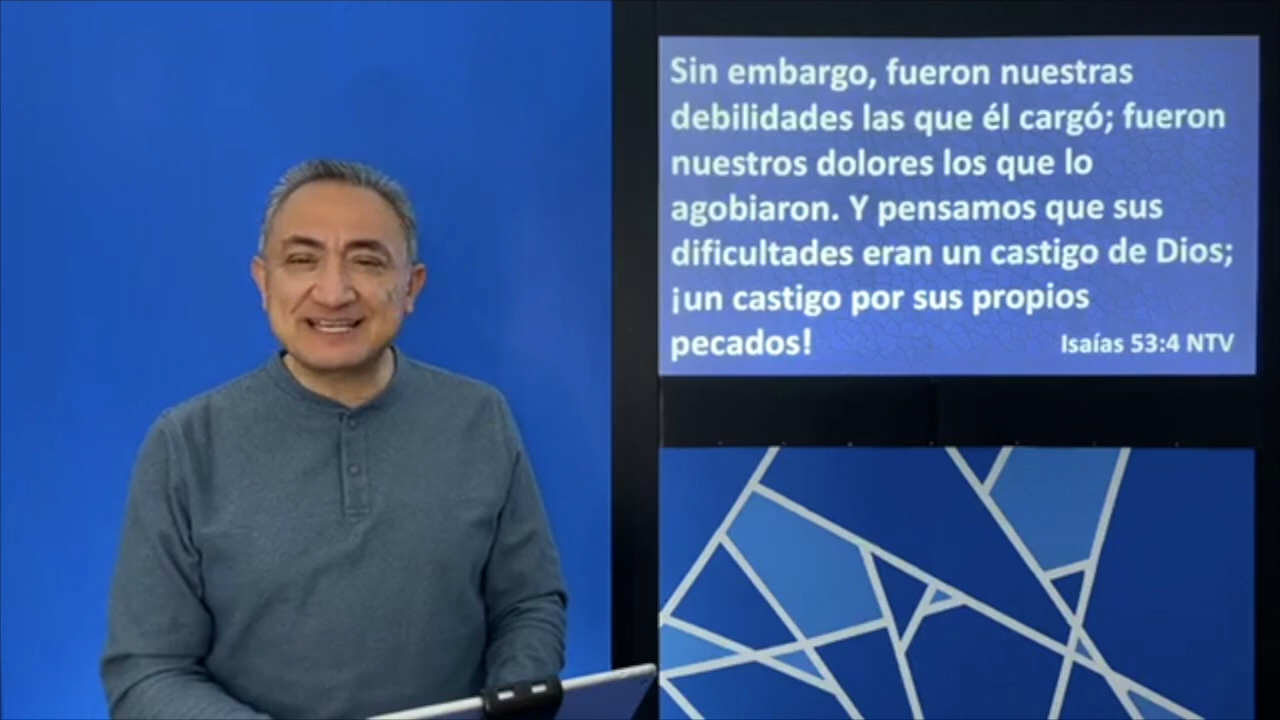 Sin embargo, fueron nuestras
debilidades las que él cargó; fueron
nuestros dolores los que lo
agobiaron. Y pensamos que sus
dificultades eran un castigo de Dios;
¡un castigo por sus propios
pecados!
Isaías 53:4 NTV